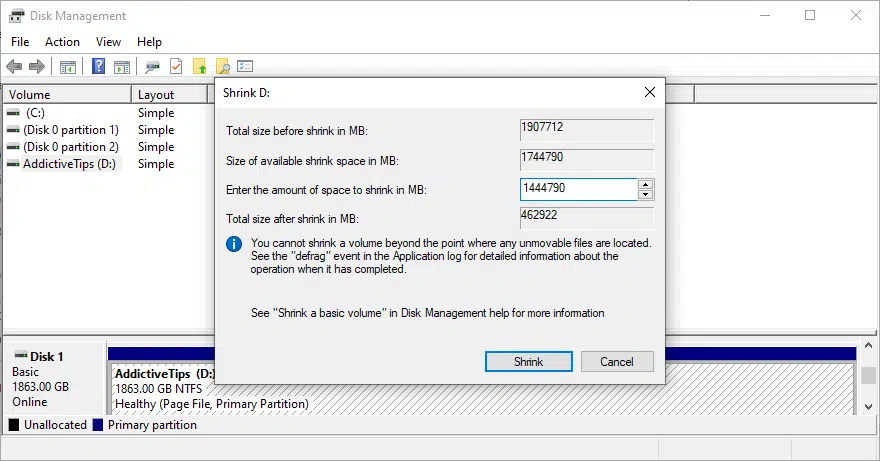 Disk Management
File Action View Help
Volume Layout
Shrink D:
(C:) Simple
(Disk 0 partition 1) Simple
(Disk 0 partition 2) Simple
AddictiveTips (D:) Simple
Total size before shrink in MB: 1907712
Size of available shrink space in MB: 1744790
Enter the amount of space to shrink in MB: 1444790
Total size after shrink in MB: 462922
You cannot shrink a volume beyond the point where any unmovable files are located.
See the "defrag" event in the Application log for detailed information about the
operation when it has completed.
See "Shrink a basic volume" in Disk Management help for more information
Shrink Cancel
Disk 1
Basic
1863.00 GB
Online
AddictiveTips (D:)
1863.00 GB NTFS
Healthy (Page File, Primary Partition)
Unallocated Primary partition